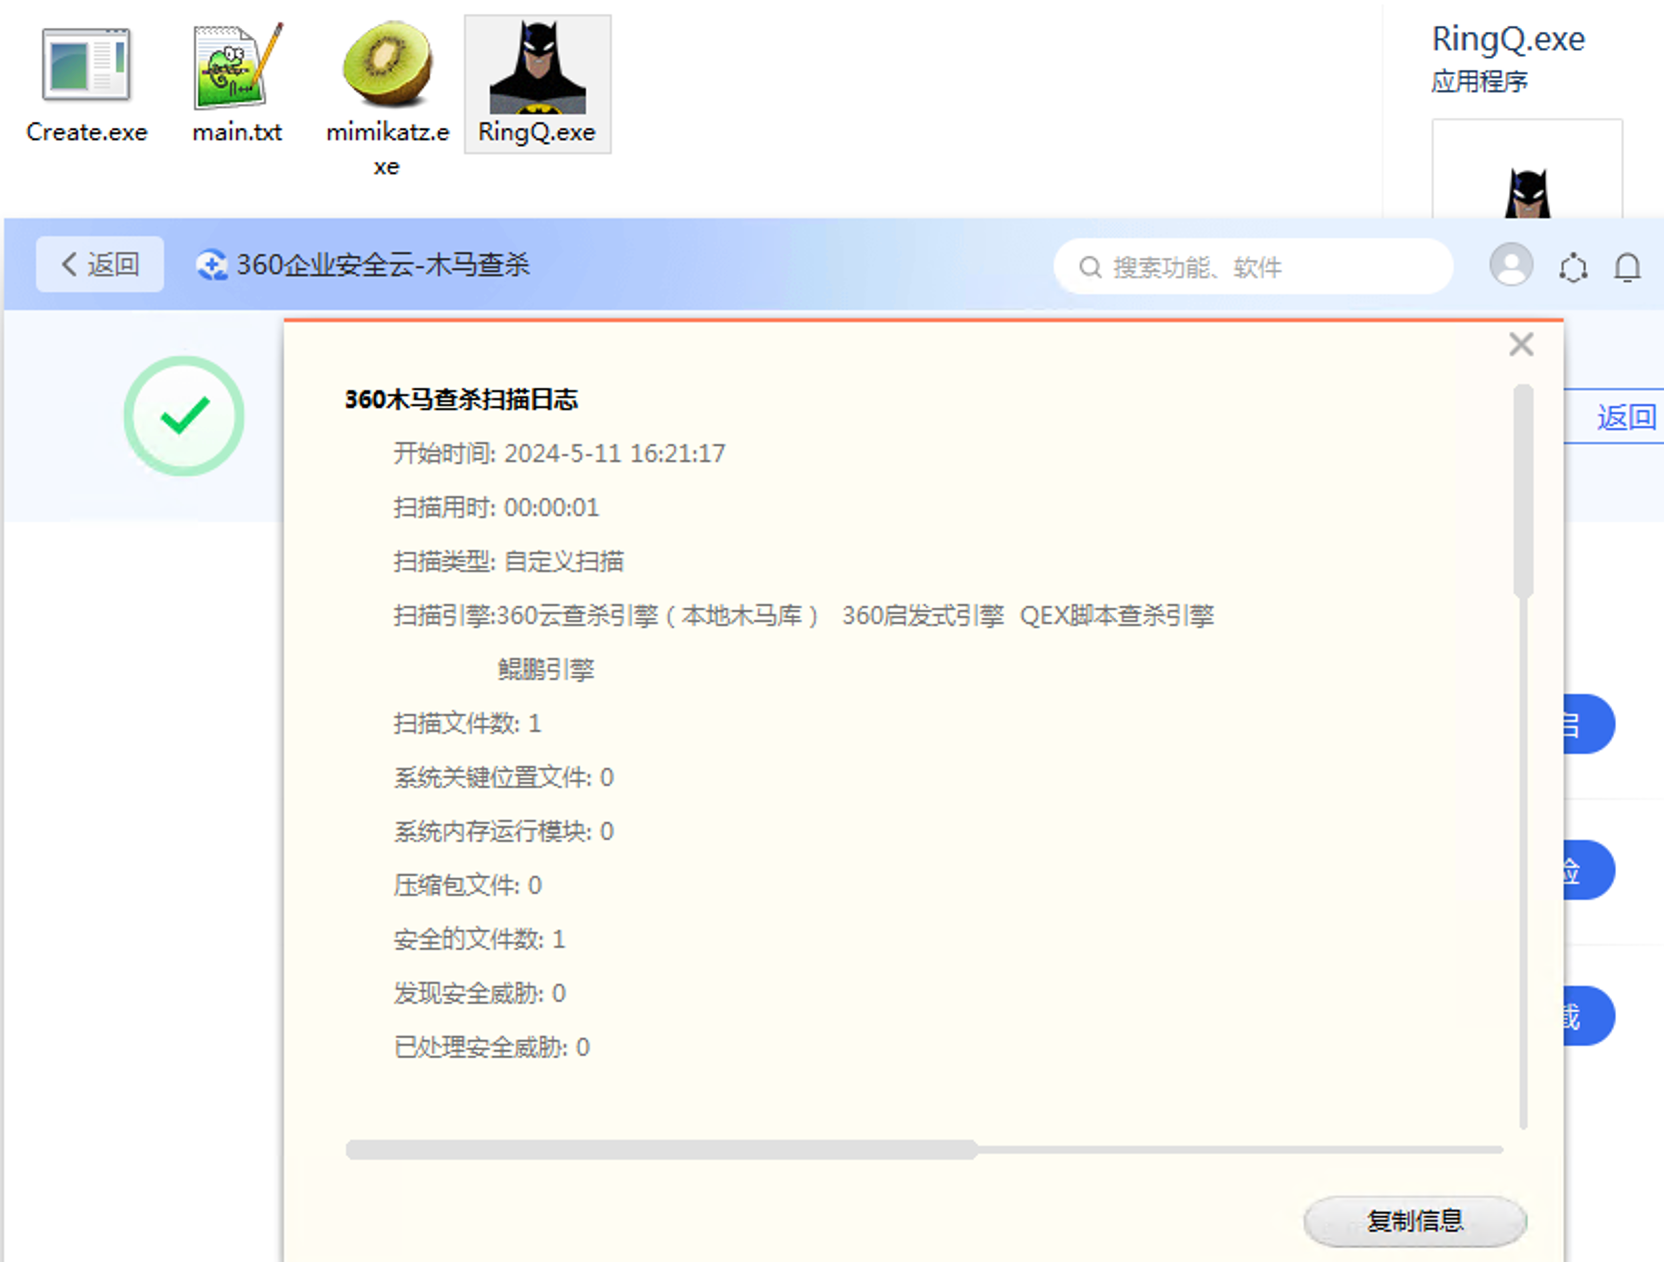 Create.exe
main.txt
mimikatz.e
xe
RingQ.exe
RingQ.exe
应用程序
返回
360企业安全云-木马查杀
搜索功能、软件
360木马查杀扫描日志
返回
开始时间: 2024-5-11 16:21:17
扫描用时: 00:00:01
扫描类型: 自定义扫描
扫描引擎:360云查杀引擎（本地木马库） 360启发式引擎 QEX脚本查杀引擎
鲲鹏引擎
扫描文件数: 1
系统关键位置文件: 0
系统内存运行模块: 0
压缩包文件: 0
安全的文件数: 1
发现安全威胁: 0
已处理安全威胁: 0
复制信息